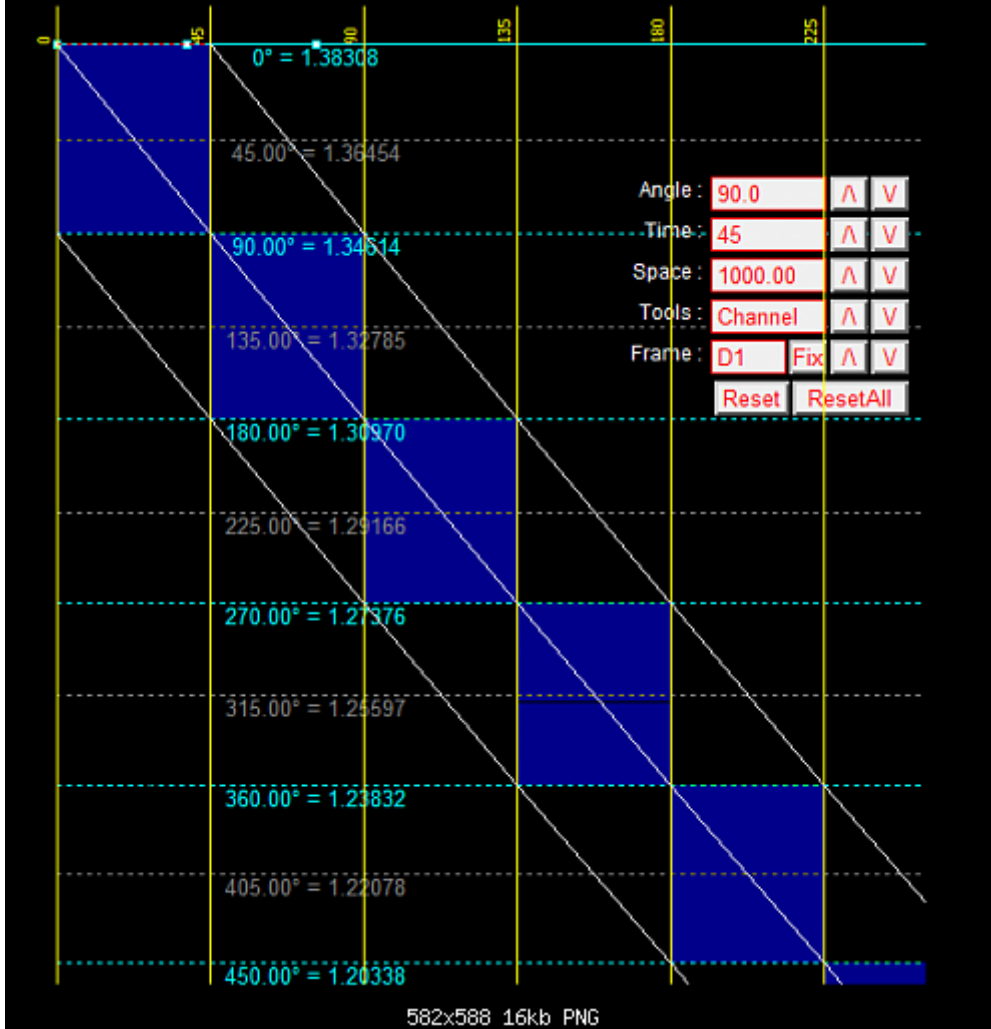 0 45 90 135 180 225
0° = 1.38308
45.00° = 1.36454
Angle : 90.0 /\ V
90.00° = 1.34514
Time : 45 /\ V
Space : 1000.00 /\ V
Tools : Channel /\ V
135.00° = 1.32785
Frame : D1 Fix /\ V
Reset ResetAll
180.00° = 1.30970
225.00° = 1.29166
270.00° = 1.27376
315.00° = 1.25597
360.00° = 1.23832
405.00° = 1.22078
450.00° = 1.20338
582x588 16kb PNG